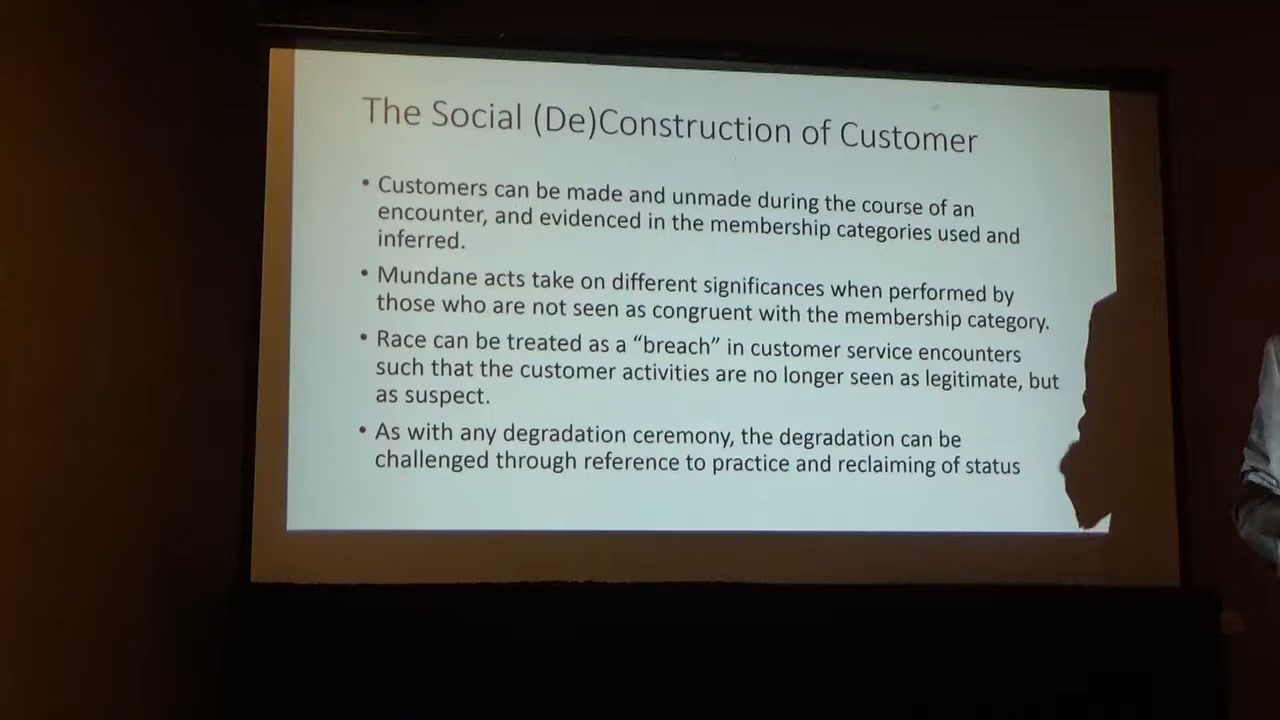 The Social (De)Construction of Customer
• Customers can be made and unmade during the course of an
encounter, and evidenced in the membership categories used and
inferred.
• Mundane acts take on different significances when performed by
those who are not seen as congruent with the membership category.
• Race can be treated as a “breach” in customer service encounters
such that the customer activities are no longer seen as legitimate, but
as suspect.
• As with any degradation ceremony, the degradation can be
challenged through reference to practice and reclaiming of status